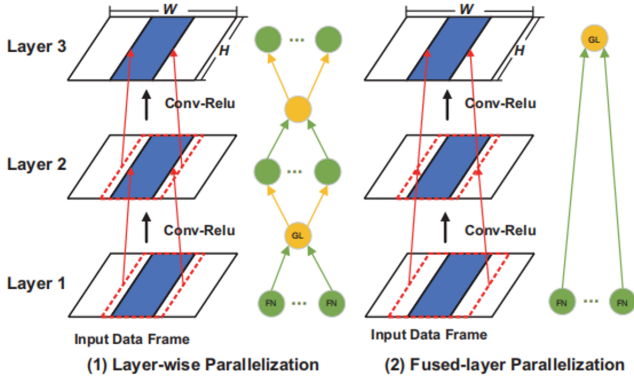 W
W
Layer 3
H
H
GL
Conv-Relu
Conv-Relu
Layer 2
...
Conv-Relu
GL
Conv-Relu
Layer 1
FN ... FN
FN ... FN
Input Data Frame
Input Data Frame
(1) Layer-wise Parallelization
(2) Fused-layer Parallelization